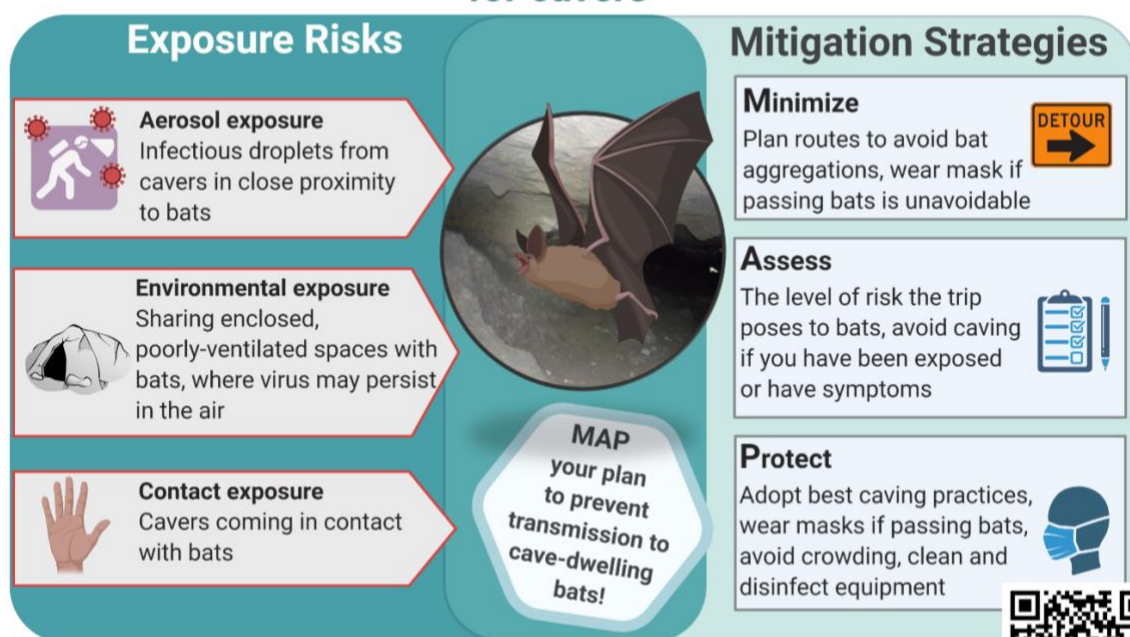 for cavers
Exposure Risks
Aerosol exposure
Infectious droplets from
cavers in close proximity
to bats
Environmental exposure
Sharing enclosed,
poorly-ventilated spaces with
bats, where virus may persist
in the air
Contact exposure
Cavers coming in contact
with bats
MAP
your plan
to prevent
transmission to
cave-dwelling
bats!
Mitigation Strategies
Minimize
Plan routes to avoid bat
aggregations, wear mask if
passing bats is unavoidable
DETOUR
Assess
The level of risk the trip
poses to bats, avoid caving
if you have been exposed
or have symptoms
Protect
Adopt best caving practices,
wear masks if passing bats,
avoid crowding, clean and
disinfect equipment